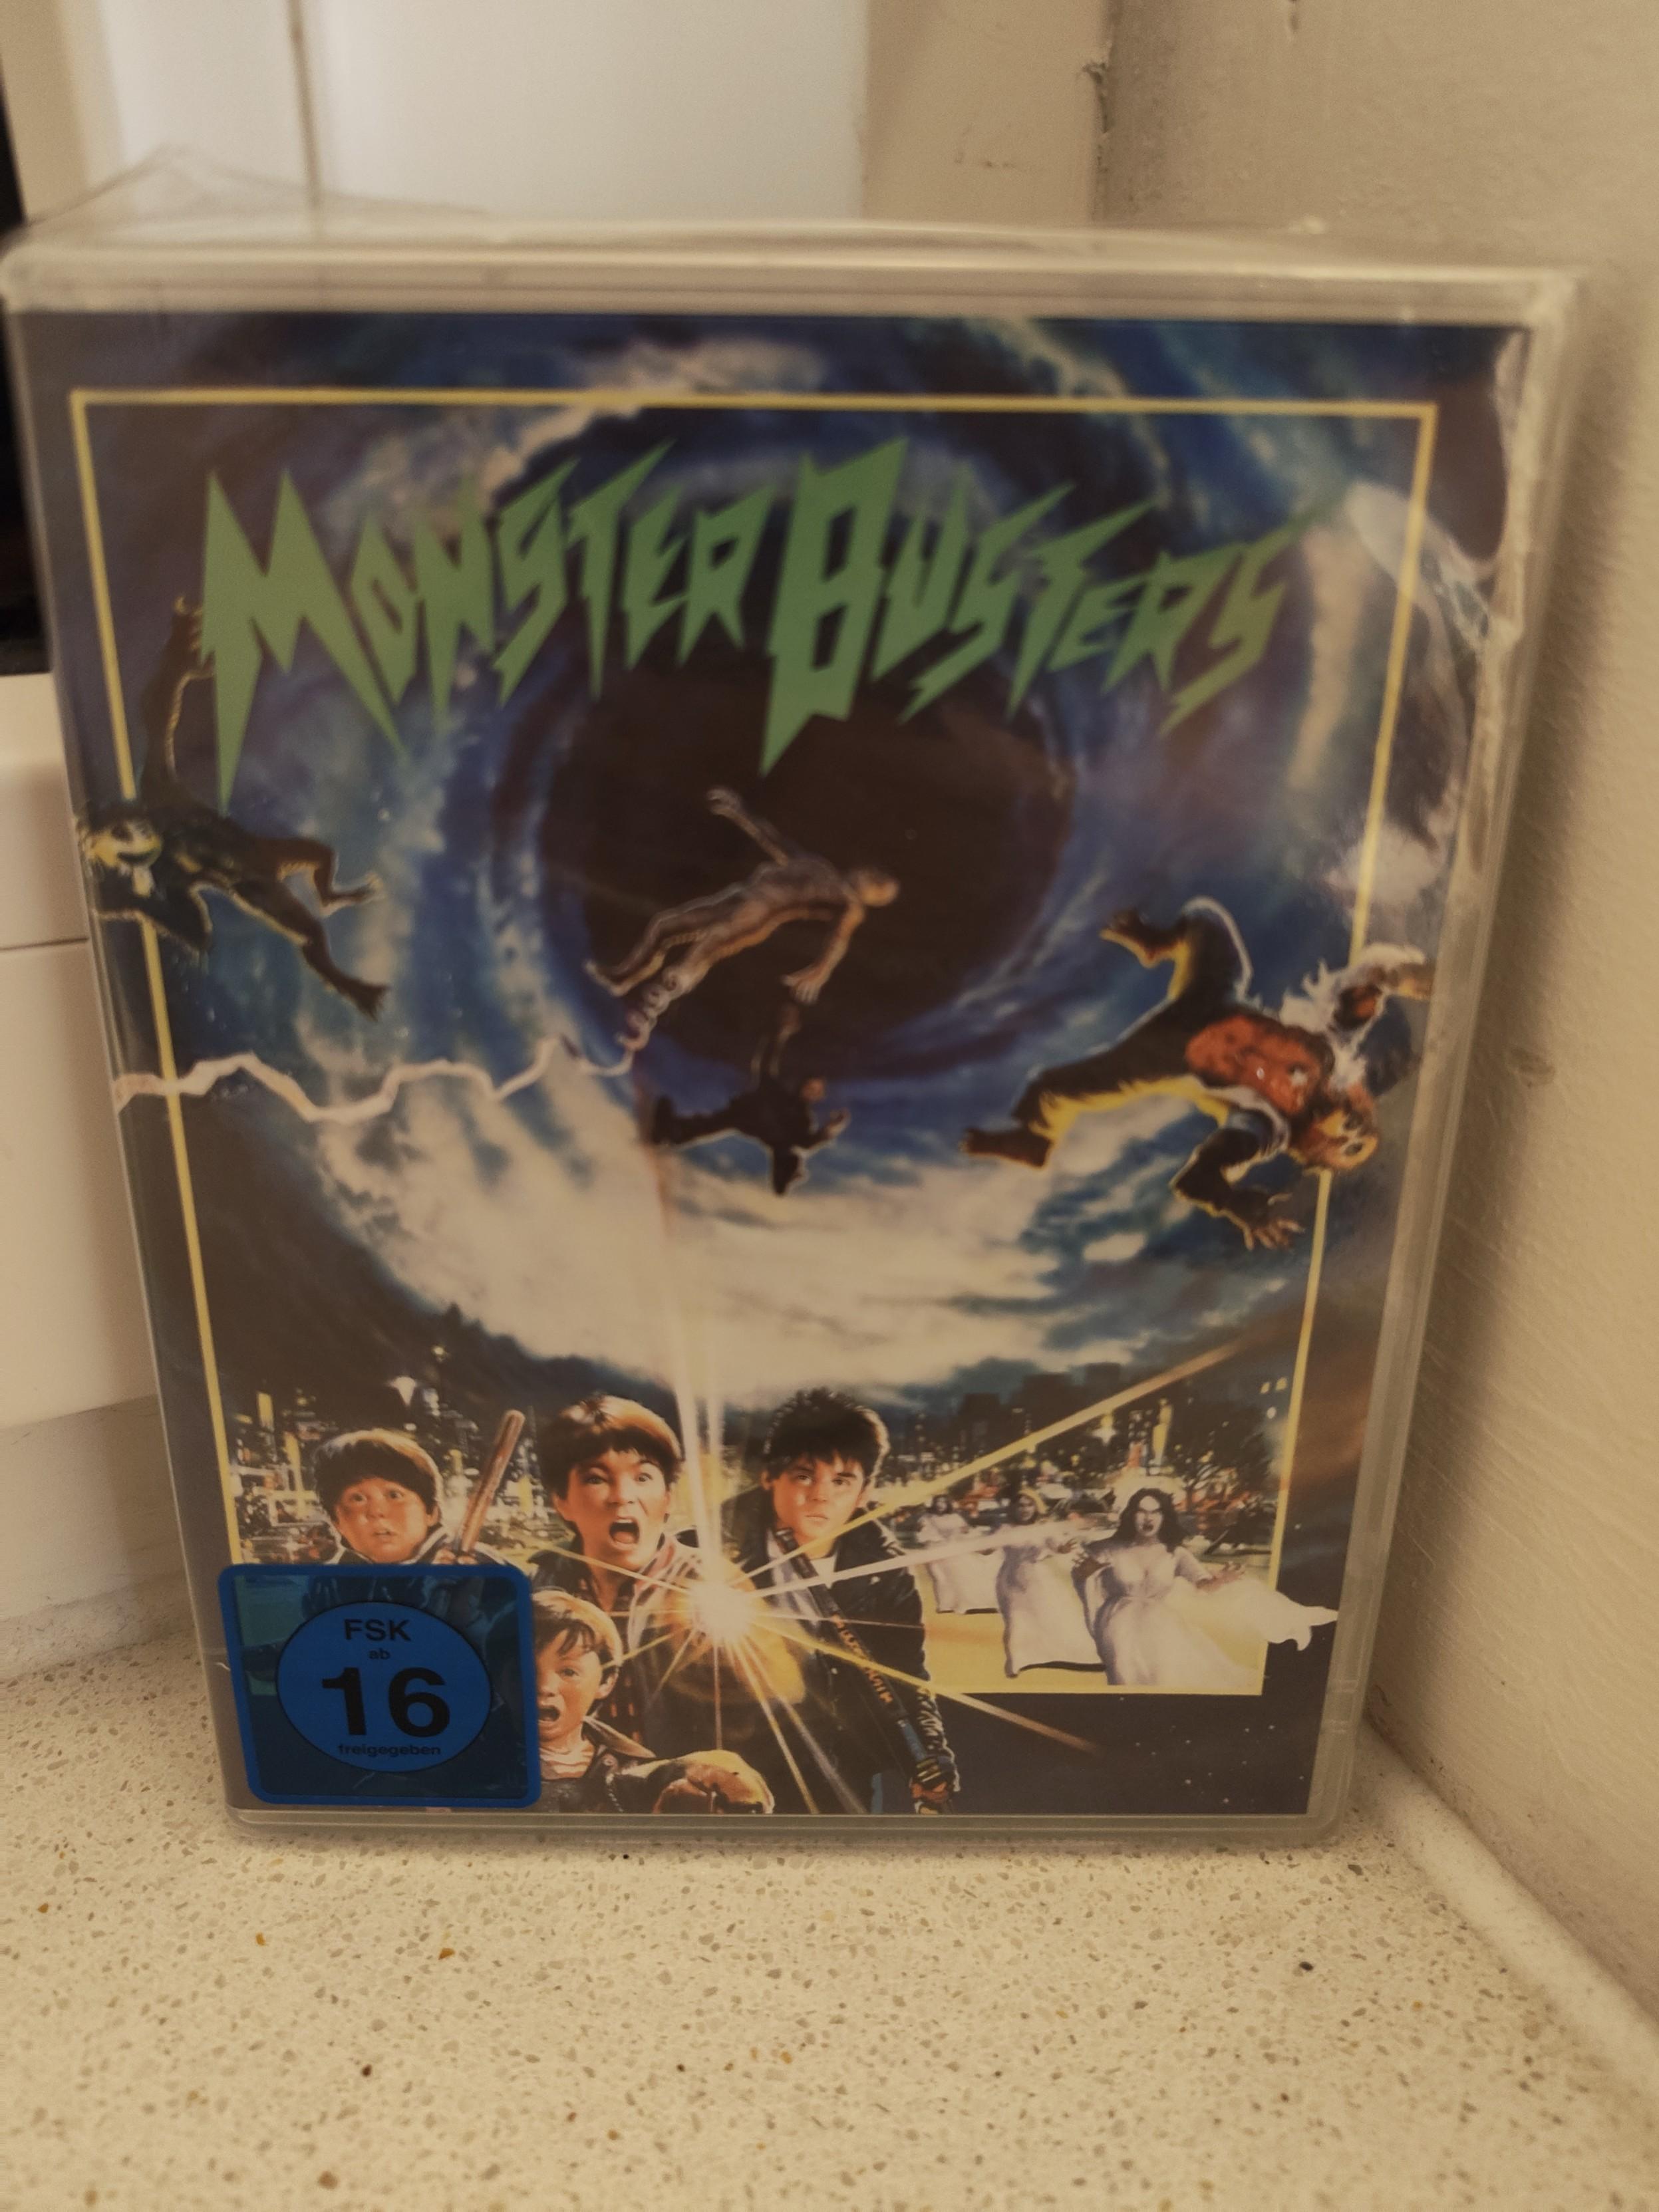 MONSTER BUSTERS
FSK
ab
16
freigegeben